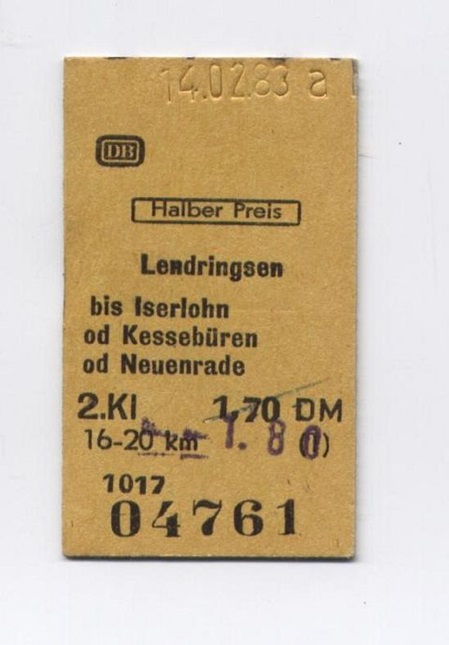 14.02.83 a
DB
Halber Preis
Lendringsen
bis Iserlohn
od Kessebüren
od Neuenrade
2.Kl 1,70 DM
16-20 km 1.80 (I)
1017
04761